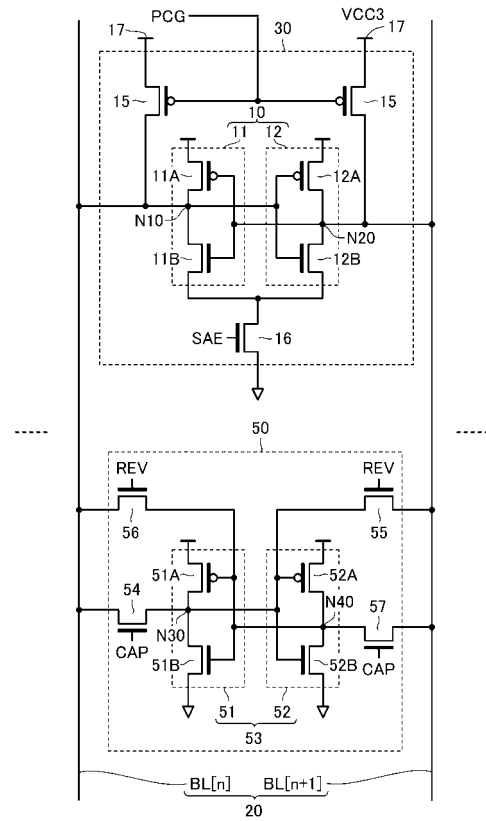 PCG VCC3
17 30 17
15 15
10
11 12
11A 12A
N10 N20
11B 12B
SAE 16
50
REV REV
56 55
51A 52A
54 N40 57
N30
CAP 51B 52B CAP
51 52
53
BL[n] BL[n+1]
20